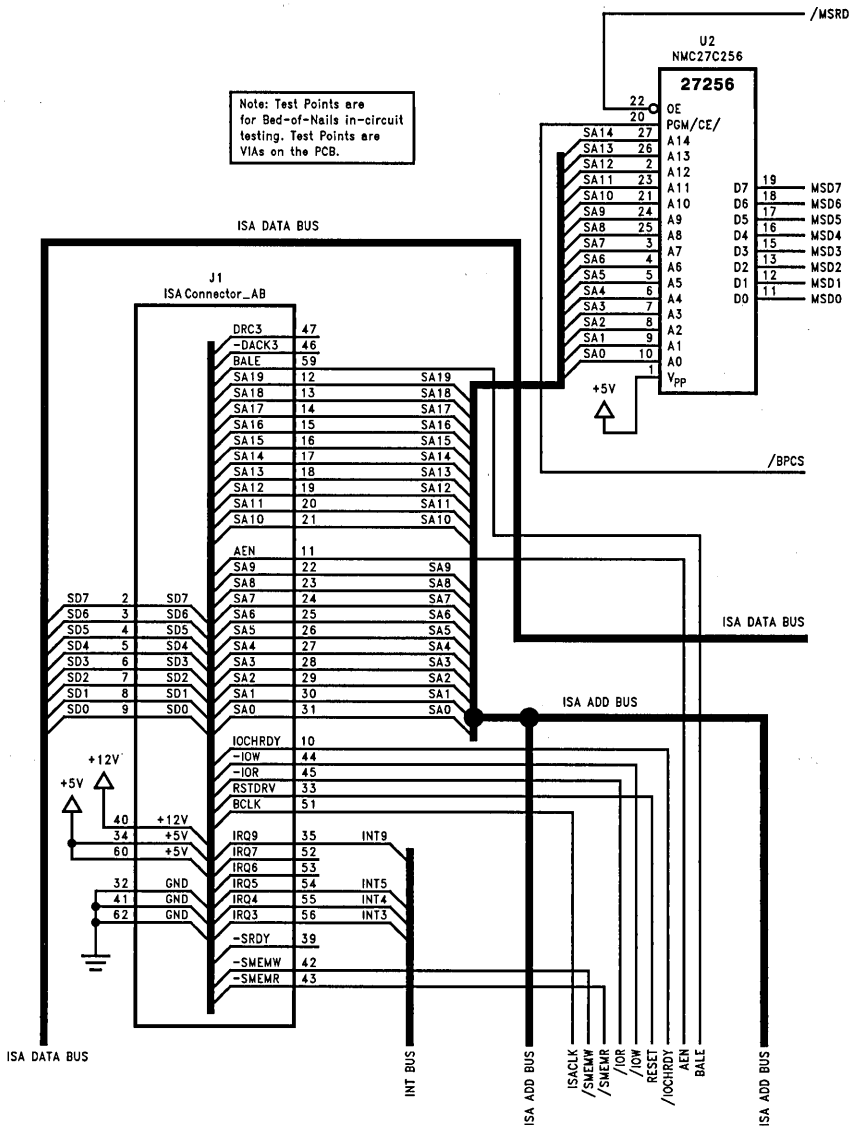 /MSRD
U2
NMC27C256
27256
22 OE
20 PGM/CE/
SA14 27 A14
SA13 26 A13
SA12 2 A12
SA11 23 A11
SA10 21 A10
SA9 24 A9
SA8 25 A8
SA7 3 A7
SA6 4 A6
SA5 5 A5
SA4 6 A4
SA3 7 A3
SA2 8 A2
SA1 9 A1
SA0 10 A0
1 VPP
+5V
D7 19 MSD7
D6 18 MSD6
D5 17 MSD5
D4 16 MSD4
D3 15 MSD3
D2 13 MSD2
D1 12 MSD1
D0 11 MSD0
/BPCS
Note: Test Points are
for Bed-of-Nails in-circuit
testing. Test Points are
VIAs on the PCB.
ISA DATA BUS
J1
ISA Connector_AB
DRC3 47
-DACK3 46
BALE 59
SA19 12 SA19
SA18 13 SA18
SA17 14 SA17
SA16 15 SA16
SA15 16 SA15
SA14 17 SA14
SA13 18 SA13
SA12 19 SA12
SA11 20 SA11
SA10 21 SA10
AEN 11
SA9 22 SA9
SA8 23 SA8
SA7 24 SA7
SA6 25 SA6
SA5 26 SA5
SA4 27 SA4
SA3 28 SA3
SA2 29 SA2
SA1 30 SA1
SA0 31 SA0
SD7 2 SD7
SD6 3 SD6
SD5 4 SD5
SD4 5 SD4
SD3 6 SD3
SD2 7 SD2
SD1 8 SD1
SD0 9 SD0
ISA DATA BUS
ISA ADD BUS
IOCHRDY 10
-IOW 44
-IOR 45
RSTDRV 33
BCLK 51
+12V
+5V
40 +12V
34 +5V
60 +5V
32 GND
41 GND
62 GND
IRQ9 35 INT9
IRQ7 52
IRQ6 53
IRQ5 54 INT5
IRQ4 55 INT4
IRQ3 56 INT3
-SRDY 39
-SMEMW 42
-SMEMR 43
ISA DATA BUS
INT BUS
ISA ADD BUS
ISACLK
/SMEMW
/SMEMR
/IOR
/IOW
RESET
/IOCHRDY
AEN
BALE
ISA ADD BUS